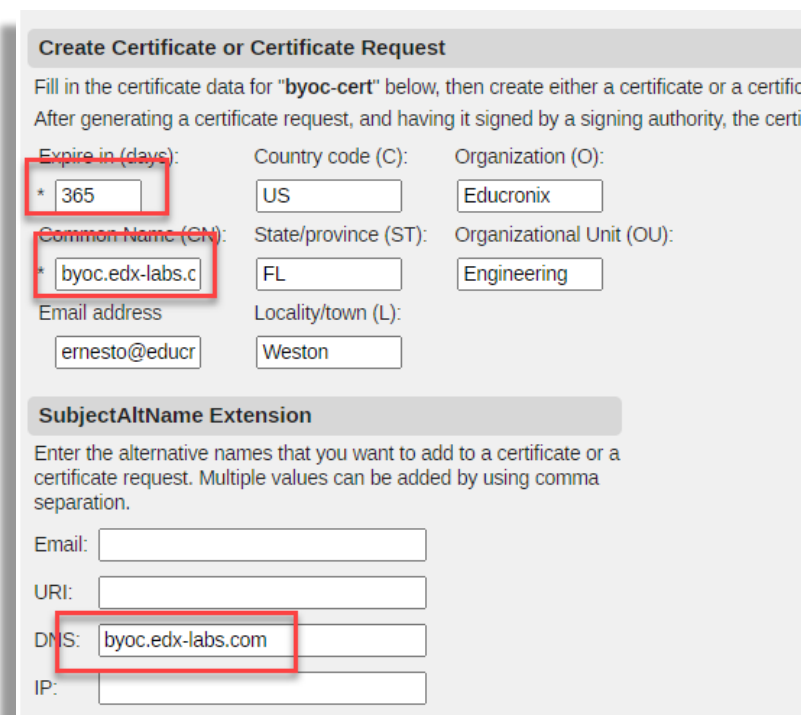 Create Certificate or Certificate Request
Fill in the certificate data for "byoc-cert" below, then create either a certificate or a certific
After generating a certificate request, and having it signed by a signing authority, the certi
Expire in (days): Country code (C): Organization (O):
* 365 US Educronix
Common Name (CN): State/province (ST): Organizational Unit (OU):
* byoc.edx-labs.c FL Engineering
Email address Locality/town (L):
ernesto@educr Weston
SubjectAltName Extension
Enter the alternative names that you want to add to a certificate or a
certificate request. Multiple values can be added by using comma
separation.
Email:
URI:
DNS: byoc.edx-labs.com
IP: